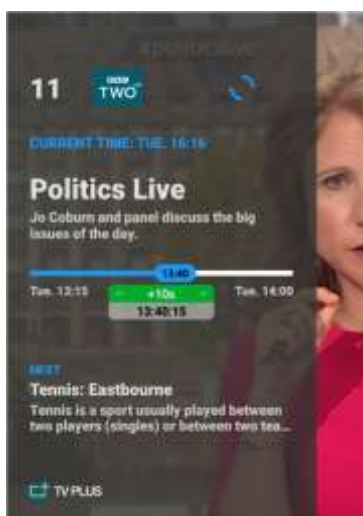 #politicslive
11
BBC
TWO
CURRENT TIME: TUE. 16:16
Politics Live
Jo Coburn and panel discuss the big
issues of the day.
13:40
Tue. 13:15
- +10s +
Tue. 14:00
13:40:15
NEXT
Tennis: Eastbourne
Tennis is a sport usually played between
two players (singles) or between two tea...
TV PLUS